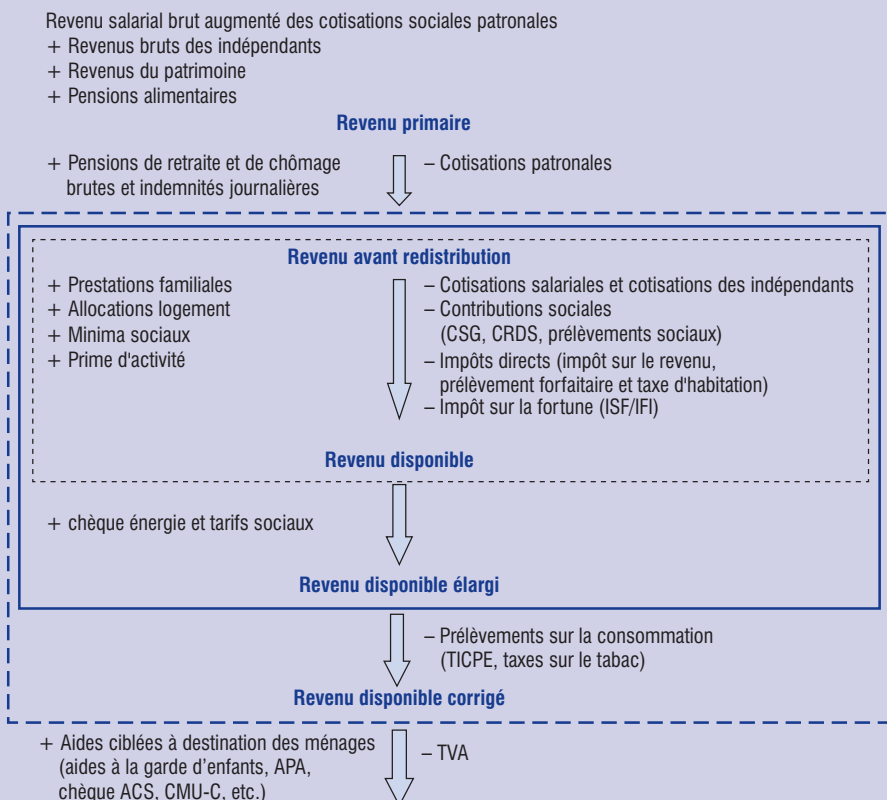 Revenu salarial brut augmenté des cotisations sociales patronales
+ Revenus bruts des indépendants
+ Revenus du patrimoine
+ Pensions alimentaires
Revenu primaire
+ Pensions de retraite et de chômage
brutes et indemnités journalières
– Cotisations patronales
Revenu avant redistribution
+ Prestations familiales
+ Allocations logement
+ Minima sociaux
+ Prime d'activité
– Cotisations salariales et cotisations des indépendants
– Contributions sociales
(CSG, CRDS, prélèvements sociaux)
– Impôts directs (impôt sur le revenu,
prélèvement forfaitaire et taxe d'habitation)
– Impôt sur la fortune (ISF/IFI)
Revenu disponible
+ chèque énergie et tarifs sociaux
Revenu disponible élargi
– Prélèvements sur la consommation
(TICPE, taxes sur le tabac)
Revenu disponible corrigé
+ Aides ciblées à destination des ménages
(aides à la garde d’enfants, APA,
chèque ACS, CMU-C, etc.)
– TVA